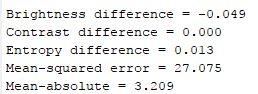 Brightness difference = -0.049
Contrast difference = 0.000
Entropy difference = 0.013
Mean-squared error = 27.075
Mean-absolute = 3.209